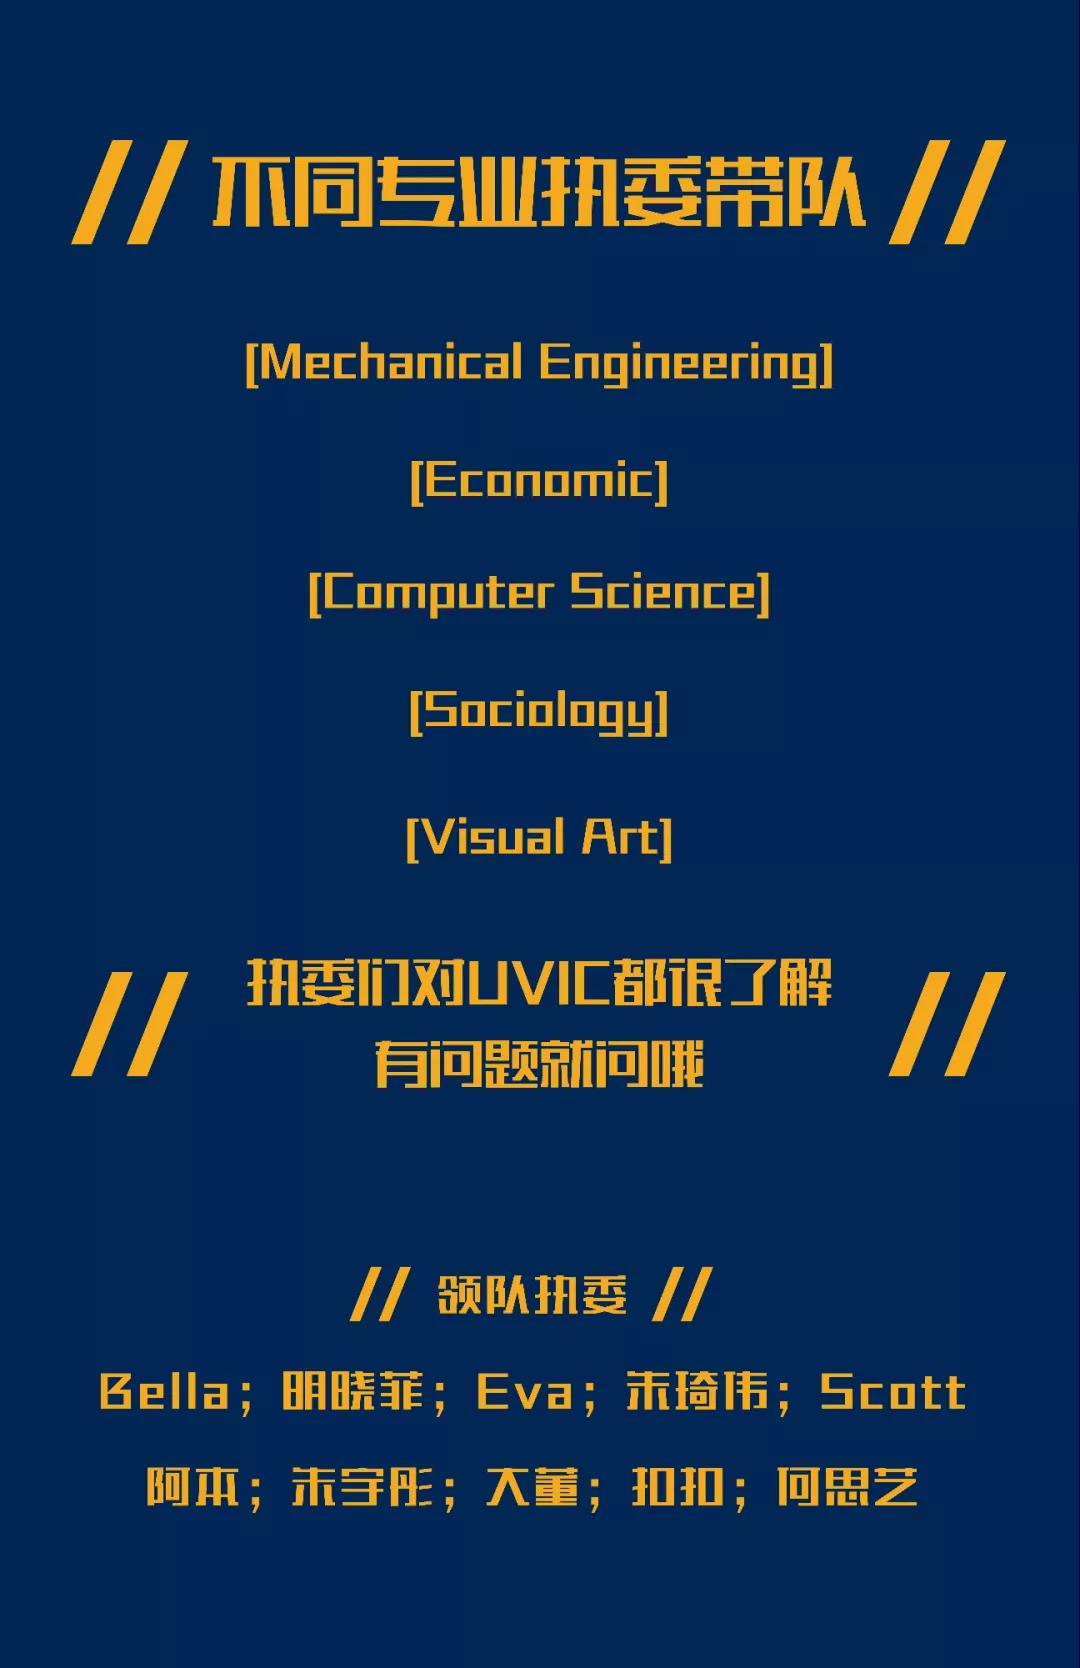 // 不同专业执委带队 //
[Mechanical Engineering]
[Economic]
[Computer Science]
[Sociology]
[Visual Art]
// 执委们对UVIC都很了解 //
有问题就问哦
// 领队执委 //
Bella；明晓菲；Eva；朱琦伟；Scott
阿本；朱宇彤；大董；扣扣；何思艺